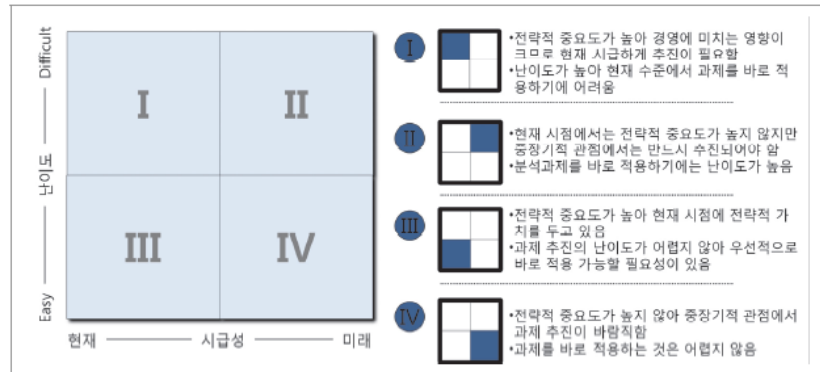 Difficult
난이도
Easy
I
II
III
IV
현재
시급성
미래
I
•전략적 중요도가 높아 경영에 미치는 영향이
크므로 현재 시급하게 추진이 필요함
•난이도가 높아 현재 수준에서 과제를 바로 적
용하기에 어려움
II
•현재 시점에서는 전략적 중요도가 높지 않지만
중장기적 관점에서는 반드시 추진되어야 함
•분석과제를 바로 적용하기에는 난이도가 높음
III
•전략적 중요도가 높아 현재 시점에 전략적 가
치를 두고 있음
•과제 추진의 난이도가 어렵지 않아 우선적으로
바로 적용 가능할 필요성이 있음
IV
•전략적 중요도가 높지 않아 중장기적 관점에서
과제 추진이 바람직함
•과제를 바로 적용하는 것은 어렵지 않음